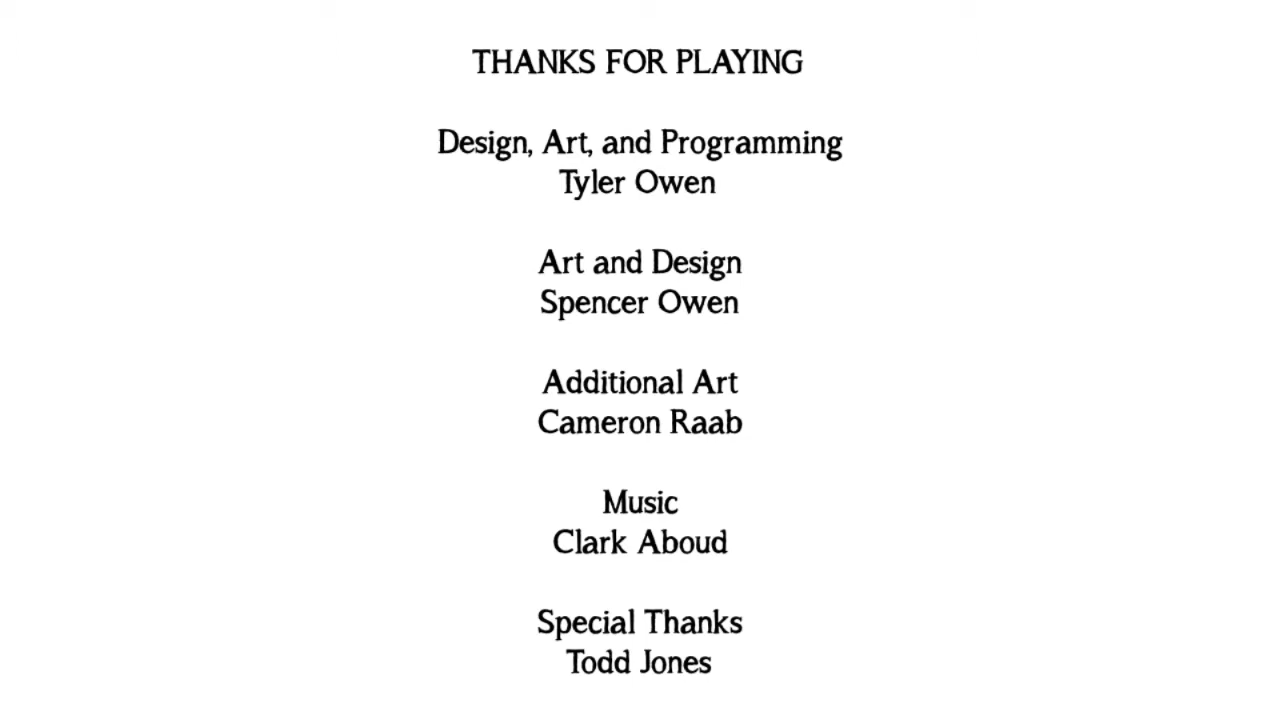 THANKS FOR PLAYING
Design, Art, and Programming
Tyler Owen
Art and Design
Spencer Owen
Additional Art
Cameron Raab
Music
Clark Aboud
Special Thanks
Todd Jones